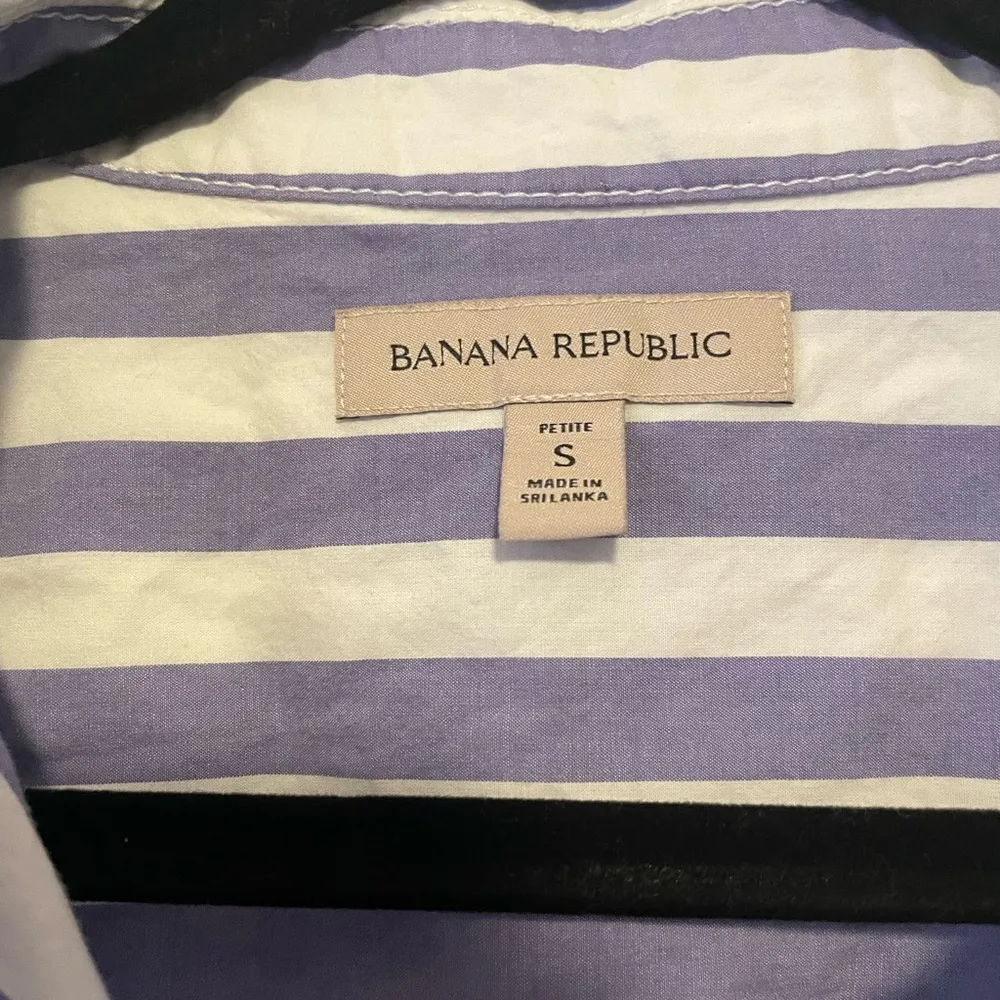 BANANA REPUBLIC
PETITE
S
MADE IN
SRI LANKA